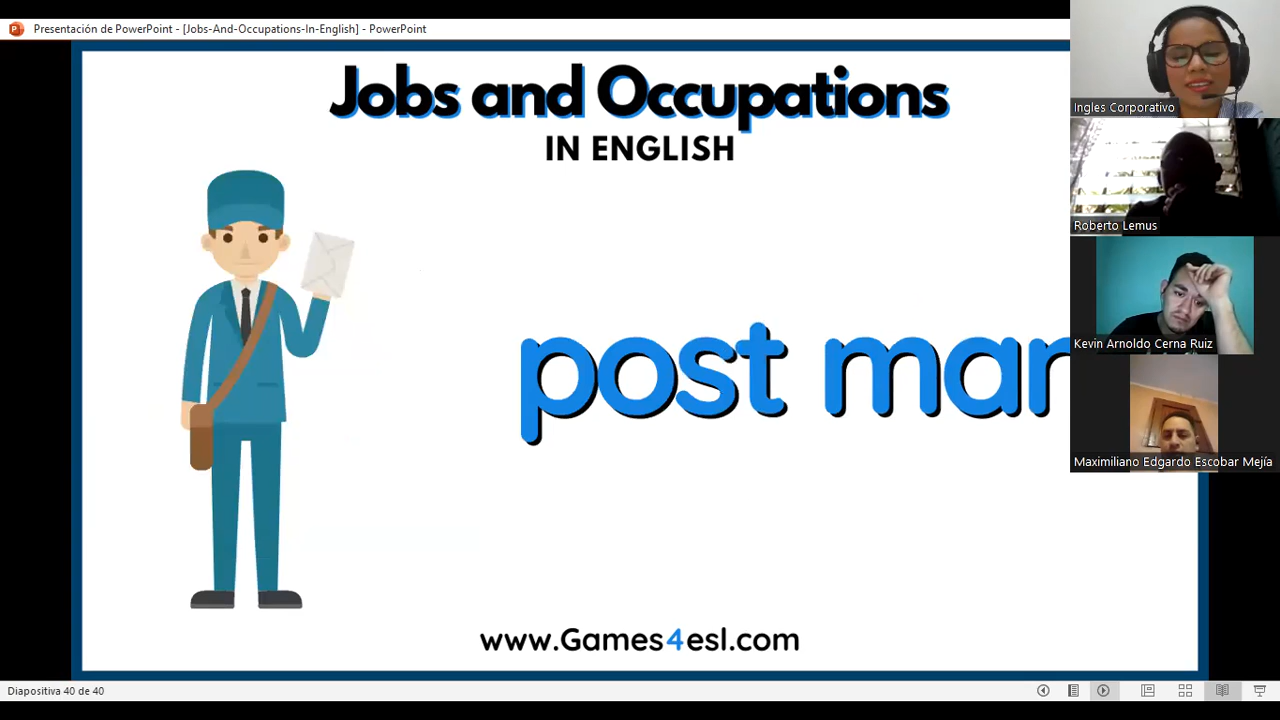 Presentación de PowerPoint - [Jobs-And-Occupations-In-English] - PowerPoint
Jobs and Occupations
IN ENGLISH
post man
www.Games4esl.com
Diapositiva 40 de 40
Ingles Corporativo
Roberto Lemus
Kevin Arnoldo Cerna Ruiz
Maximiliano Edgardo Escobar Mejía